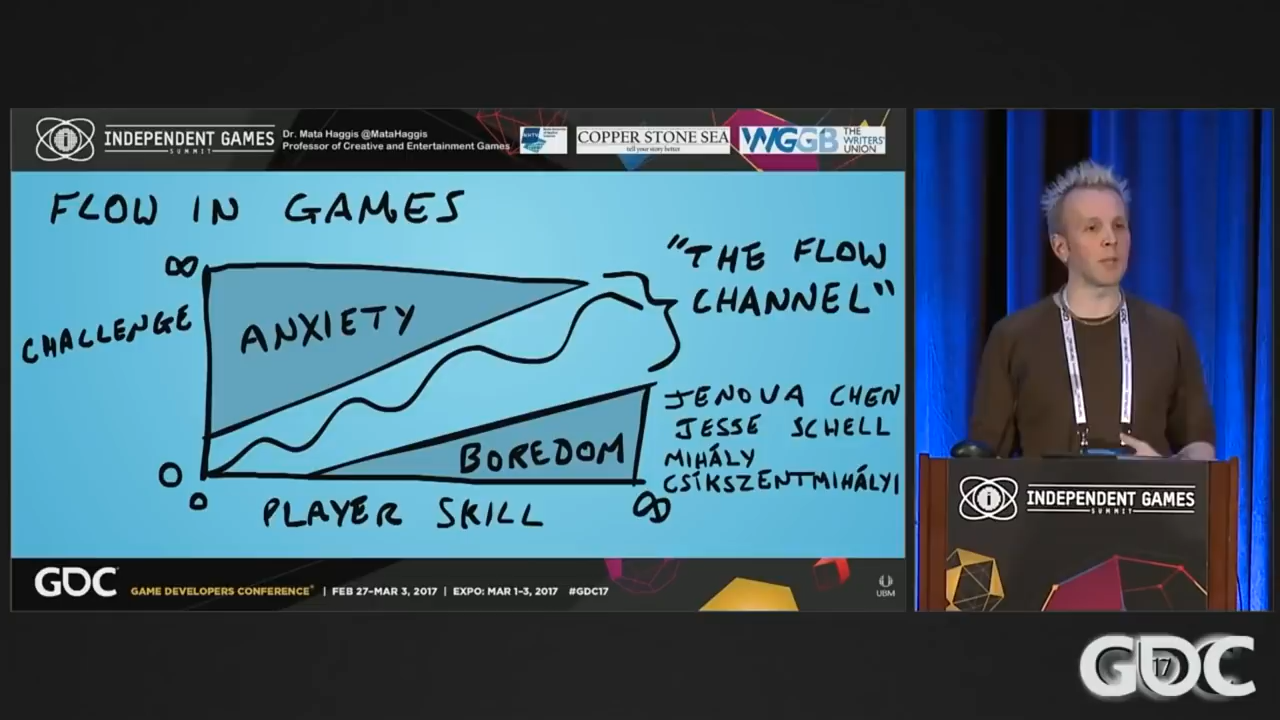 INDEPENDENT GAMES
SUMMIT
Dr. Mata Haggis @MataHaggis
Professor of Creative and Entertainment Games
COPPER STONE SEA
tell your story better
WGGB THE WRITERS' UNION
FLOW IN GAMES
∞
CHALLENGE
ANXIETY
"THE FLOW
CHANNEL"
JENOVA CHEN
JESSE SCHELL
MIHÁLY
CSÍKSZENTMIHÁLYI
BOREDOM
0
0
PLAYER SKILL
∞
GDC
GAME DEVELOPERS CONFERENCE® | FEB 27–MAR 3, 2017 | EXPO: MAR 1–3, 2017 #GDC17
UBM
GDC
INDEPENDENT GAMES
SUMMIT
GDC
17